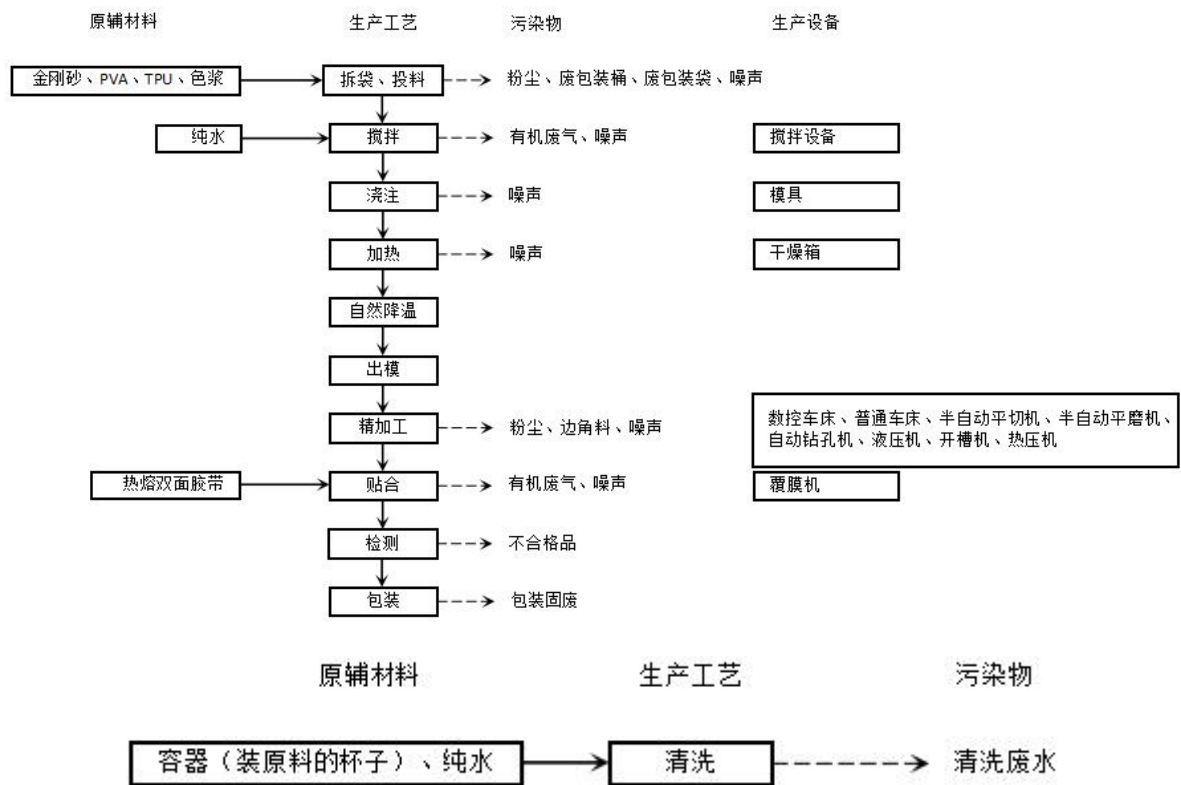 原辅材料 生产工艺 污染物 生产设备
金刚砂、PVA、TPU、色浆 拆袋、投料 粉尘、废包装桶、废包装袋、噪声
纯水 搅拌 有机废气、噪声 搅拌设备
浇注 噪声 模具
加热 噪声 干燥箱
自然降温
出模
精加工 粉尘、边角料、噪声 数控车床、普通车床、半自动平切机、半自动平磨机、
自动钻孔机、液压机、开槽机、热压机
热熔双面胶带 贴合 有机废气、噪声 覆膜机
检测 不合格品
包装 包装固废
原辅材料 生产工艺 污染物
容器（装原料的杯子）、纯水 清洗 清洗废水